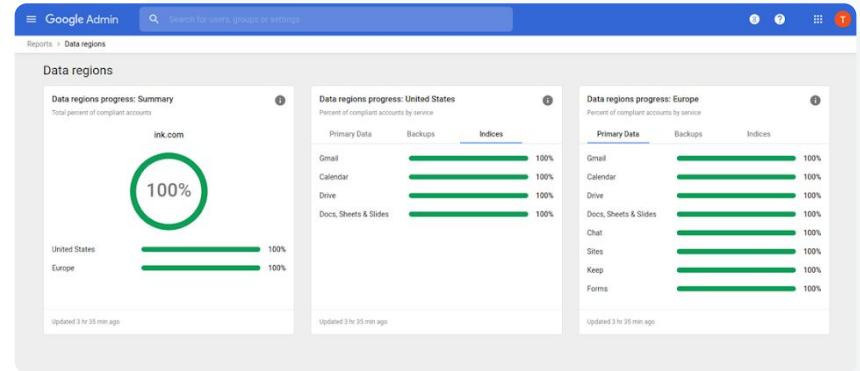 Google Admin
Search for users, groups or settings
Reports > Data regions
Data regions
Data regions progress: Summary
Total percent of compliant accounts
ink.com
100%
United States 100%
Europe 100%
Updated 3 hr 35 min ago
Data regions progress: United States
Percent of compliant accounts by service
Primary Data Backups Indices
Gmail 100%
Calendar 100%
Drive 100%
Docs, Sheets & Slides 100%
Updated 3 hr 35 min ago
Data regions progress: Europe
Percent of compliant accounts by service
Primary Data Backups Indices
Gmail 100%
Calendar 100%
Drive 100%
Docs, Sheets & Slides 100%
Chat 100%
Sites 100%
Keep 100%
Forms 100%
Updated 3 hr 35 min ago
T